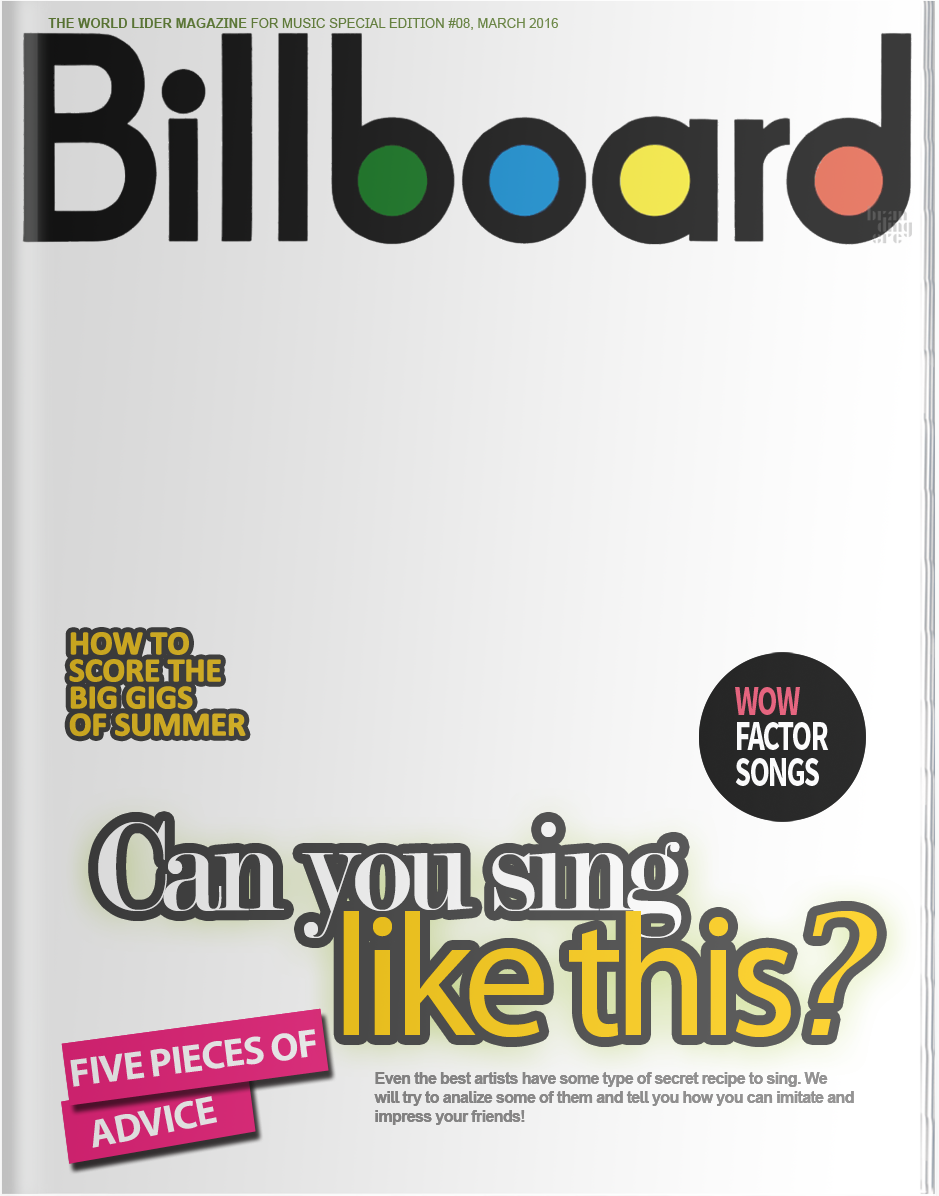 THE WORLD LIDER MAGAZINE FOR MUSIC SPECIAL EDITION #08, MARCH 2016
Billboard
bran
ding
ore
HOW TO
SCORE THE
BIG GIGS
OF SUMMER
WOW
FACTOR
SONGS
Can you sing
like this?
FIVE PIECES OF
ADVICE
Even the best artists have some type of secret recipe to sing. We
will try to analize some of them and tell you how you can imitate and
impress your friends!